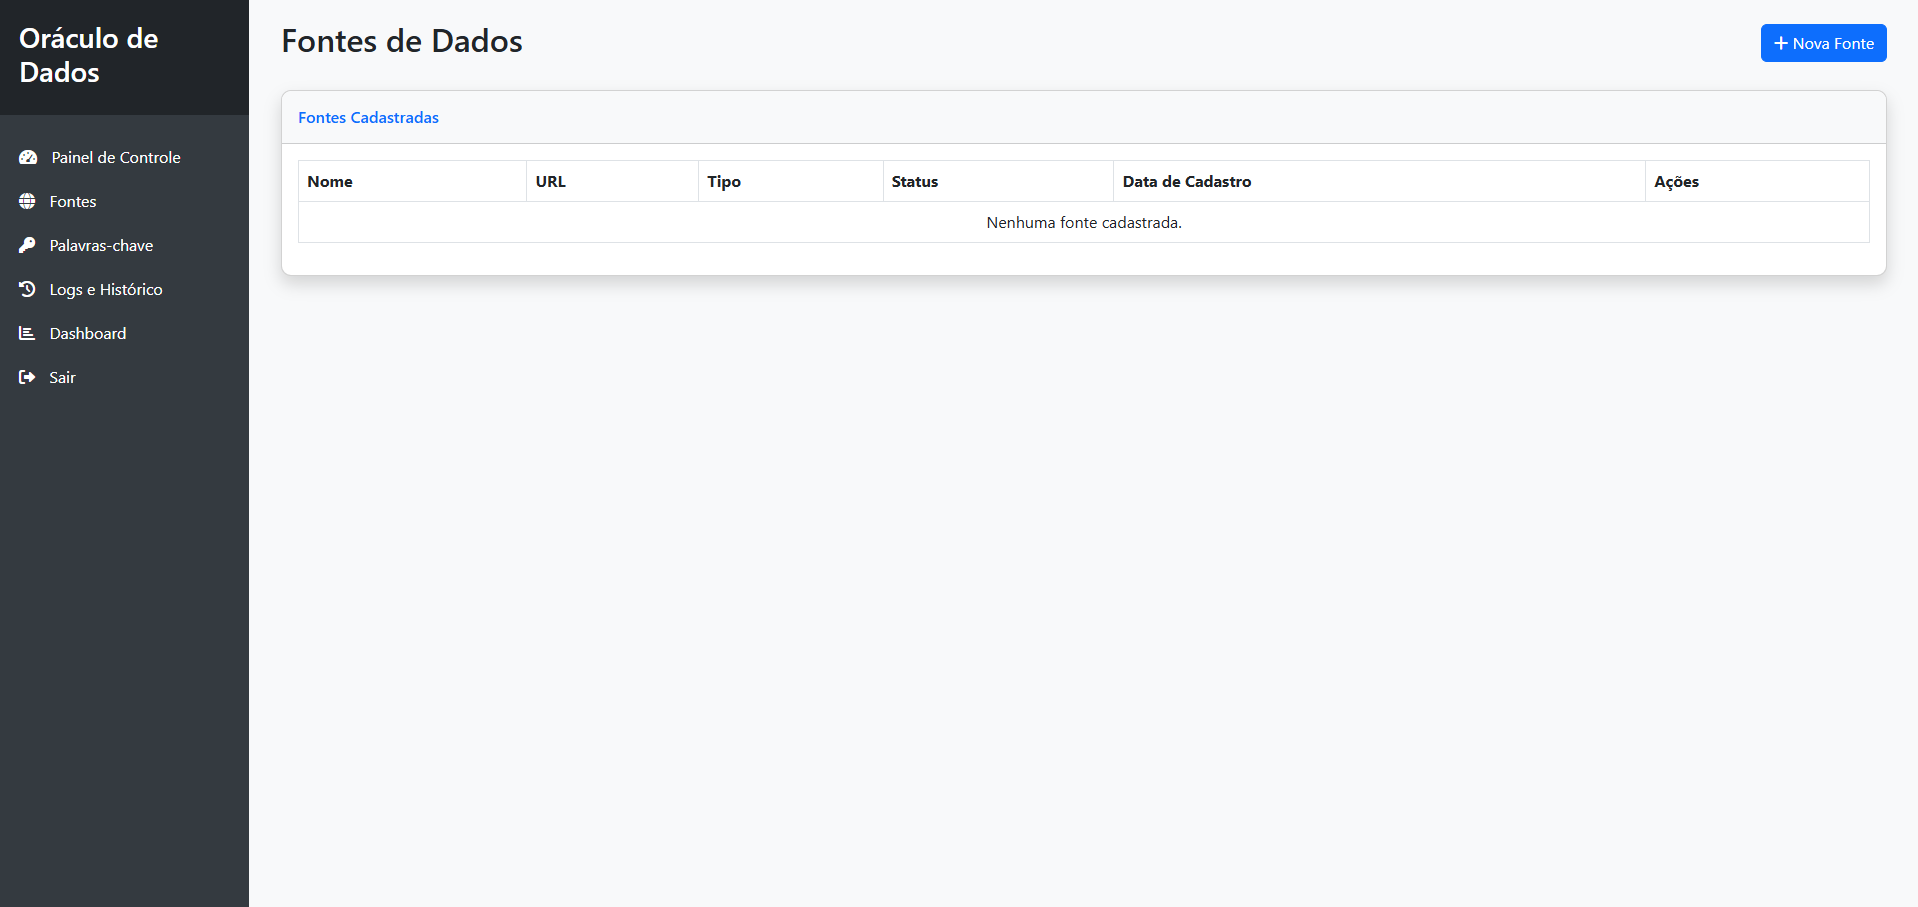 Oráculo de
Dados
Painel de Controle
Fontes
Palavras-chave
Logs e Histórico
Dashboard
Sair
Fontes de Dados
Nova Fonte
Fontes Cadastradas
Nome URL Tipo Status Data de Cadastro Ações
Nenhuma fonte cadastrada.